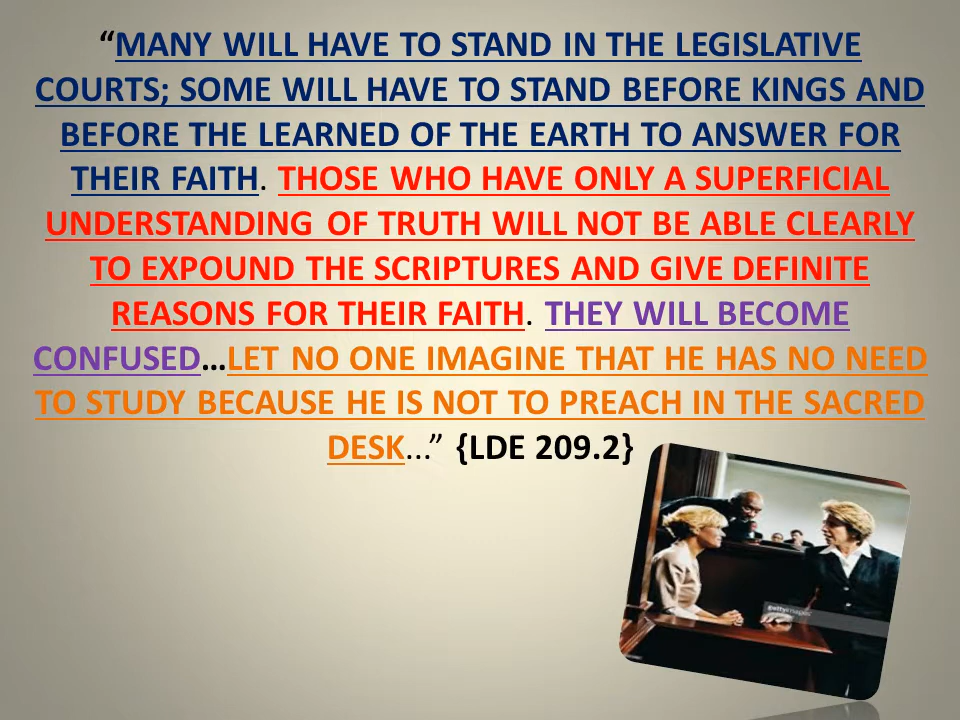 “MANY WILL HAVE TO STAND IN THE LEGISLATIVE
COURTS; SOME WILL HAVE TO STAND BEFORE KINGS AND
BEFORE THE LEARNED OF THE EARTH TO ANSWER FOR
THEIR FAITH. THOSE WHO HAVE ONLY A SUPERFICIAL
UNDERSTANDING OF TRUTH WILL NOT BE ABLE CLEARLY
TO EXPOUND THE SCRIPTURES AND GIVE DEFINITE
REASONS FOR THEIR FAITH. THEY WILL BECOME
CONFUSED…LET NO ONE IMAGINE THAT HE HAS NO NEED
TO STUDY BECAUSE HE IS NOT TO PREACH IN THE SACRED
DESK...” {LDE 209.2}
gettyimages